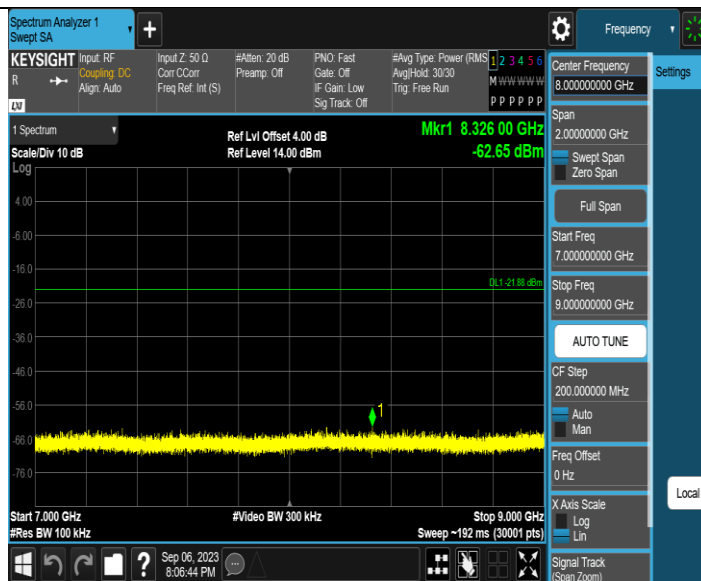 Spectrum Analyzer 1
Swept SA
+
Frequency
KEYSIGHT
R
LXI
Input: RF
Coupling: DC
Align: Auto
Input Z: 50 Ω
Corr CCorr
Freq Ref: Int (S)
#Atten: 20 dB
Preamp: Off
PNO: Fast
Gate: Off
IF Gain: Low
Sig Track: Off
#Avg Type: Power (RMS
Avg|Hold: 30/30
Trig: Free Run
1 2 3 4 5 6
M W W W W W
P P P P P P
1 Spectrum
Scale/Div 10 dB
Log
Ref Lvl Offset 4.00 dB
Ref Level 14.00 dBm
Mkr1 8.326 00 GHz
-62.65 dBm
4.00
-6.00
-16.0
DL1 -21.88 dBm
-26.0
-36.0
-46.0
-56.0
1
-66.0
-76.0
Start 7.000 GHz
#Res BW 100 kHz
#Video BW 300 kHz
Stop 9.000 GHz
Sweep ~192 ms (30001 pts)
?
Sep 06, 2023
8:06:44 PM
Center Frequency
8.000000000 GHz
Span
2.00000000 GHz
Swept Span
Zero Span
Full Span
Start Freq
7.000000000 GHz
Stop Freq
9.000000000 GHz
AUTO TUNE
CF Step
200.000000 MHz
Auto
Man
Freq Offset
0 Hz
X Axis Scale
Log
Lin
Signal Track
(Span Zoom)
Settings
Local